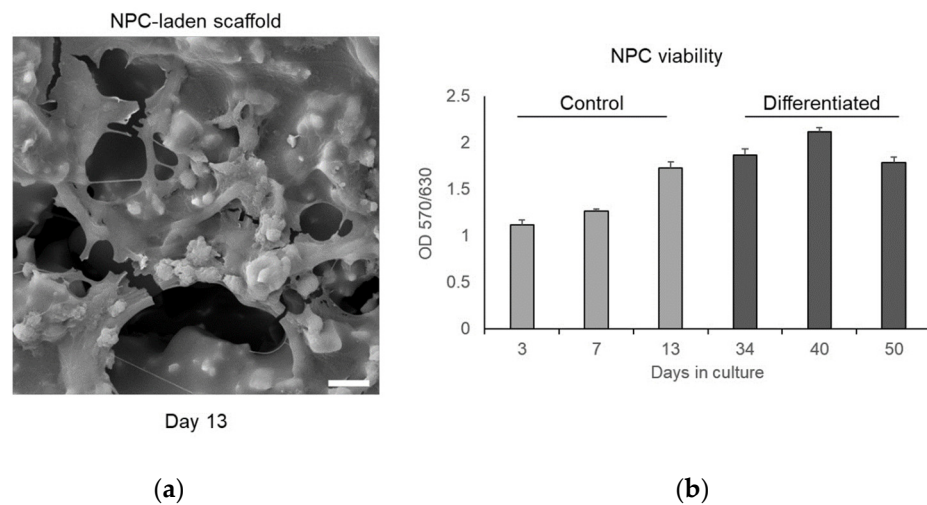 NPC-laden scaffold
Day 13
(a)
NPC viability
Control
Differentiated
2.5
2
1.5
1
0.5
0
OD 570/630
3 7 13 34 40 50
Days in culture
(b)